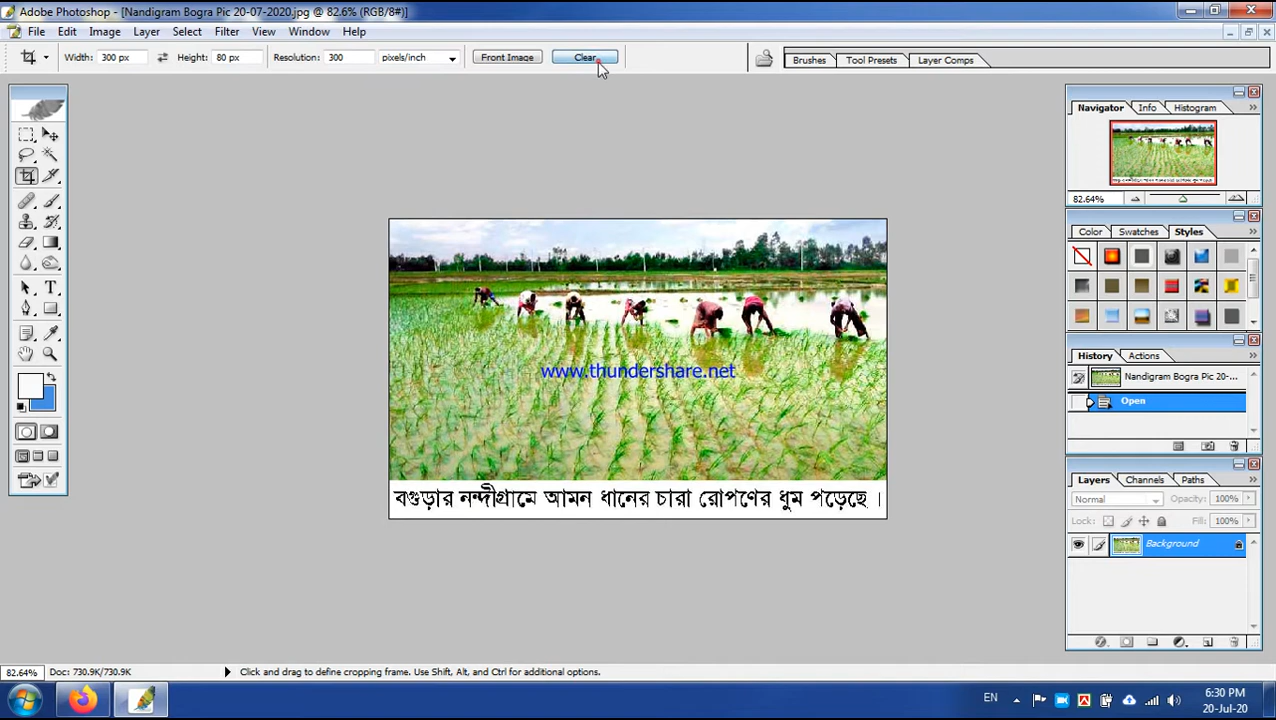 Adobe Photoshop - [Nandigram Bogra Pic 20-07-2020.jpg @ 82.6% (RGB/8#)]
File Edit Image Layer Select Filter View Window Help
Width: 300 px Height: 80 px Resolution: 300 pixels/inch Front Image Clear Brushes Tool Presets Layer Comps
Navigator Info Histogram
82.64%
Color Swatches Styles
History Actions
Nandigram Bogra Pic 20-...
Open
www.thundershare.net
বগুড়ার নন্দীগ্রামে আমন ধানের চারা রোপণের ধুম পড়েছে ।
Layers Channels Paths
Normal Opacity: 100%
Lock: Fill: 100%
Background
82.64% Doc: 730.9K/730.9K Click and drag to define cropping frame. Use Shift, Alt, and Ctrl for additional options.
EN 6:30 PM
20-Jul-20